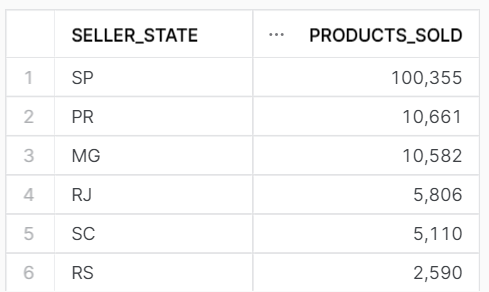 SELLER_STATE ... PRODUCTS_SOLD
1 SP 100,355
2 PR 10,661
3 MG 10,582
4 RJ 5,806
5 SC 5,110
6 RS 2,590